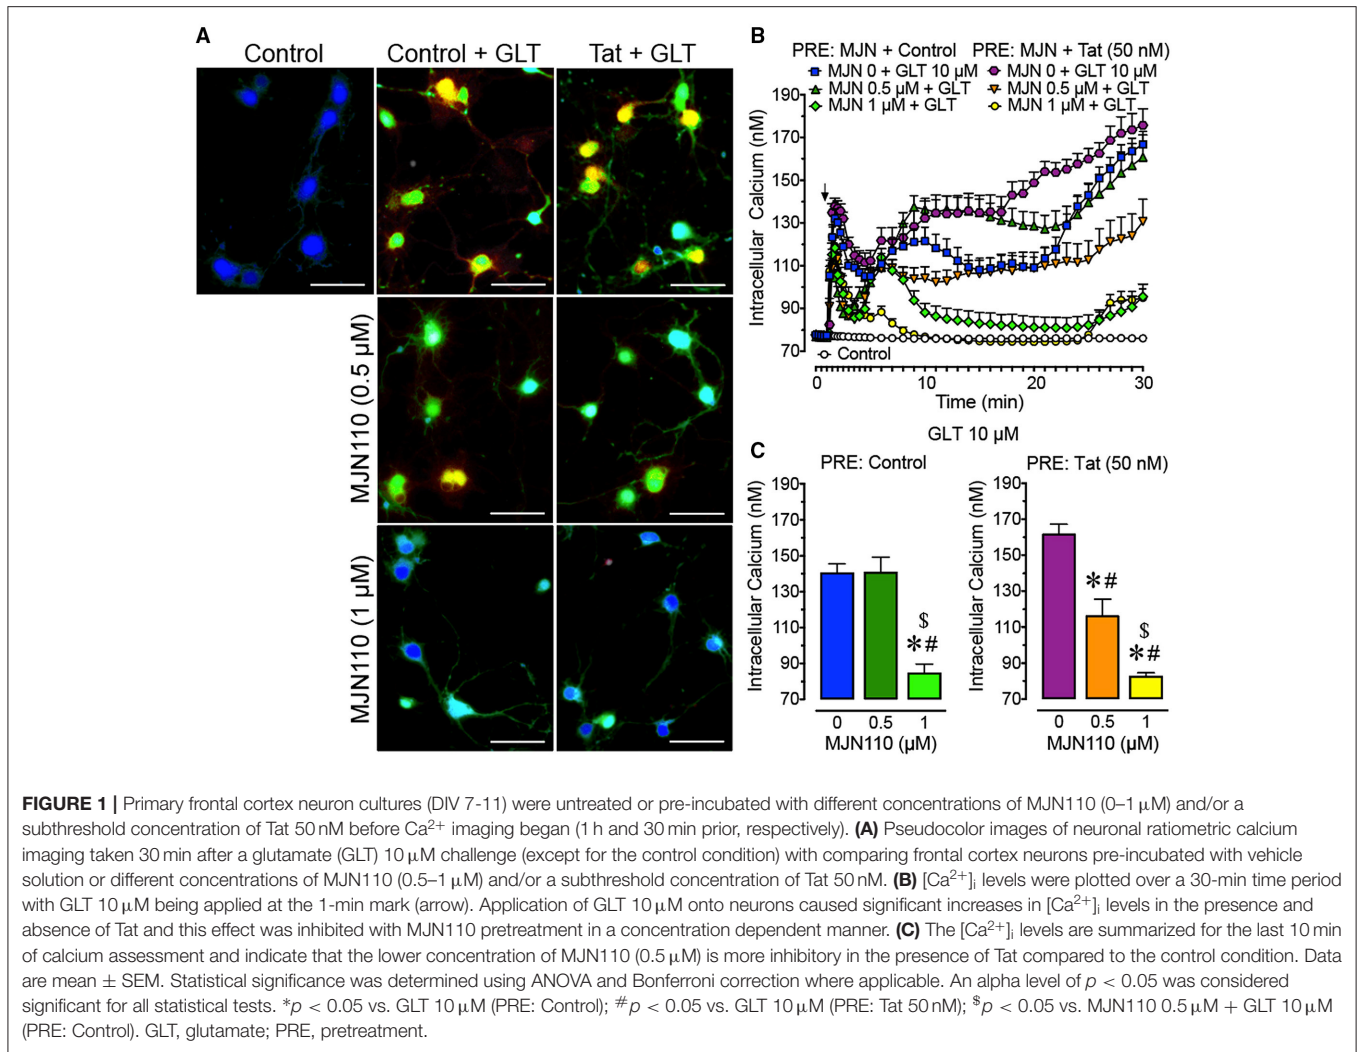 A
Control
Control + GLT
Tat + GLT
MJN110 (0.5 µM)
MJN110 (1 µM)
B
PRE: MJN + Control
PRE: MJN + Tat (50 nM)
MJN 0 + GLT 10 µM
MJN 0 + GLT 10 µM
MJN 0.5 µM + GLT
MJN 0.5 µM + GLT
MJN 1 µM + GLT
MJN 1 µM + GLT
Intracellular Calcium (nM)
190
170
150
130
110
90
70
Control
0
10
20
30
Time (min)
GLT 10 µM
C
PRE: Control
Intracellular Calcium (nM)
190
170
150
130
110
90
70
$
*#
0
0.5
1
MJN110 (µM)
PRE: Tat (50 nM)
Intracellular Calcium (nM)
190
170
150
130
110
90
70
*#
$
*#
0
0.5
1
MJN110 (µM)
FIGURE 1 | Primary frontal cortex neuron cultures (DIV 7-11) were untreated or pre-incubated with different concentrations of MJN110 (0–1 µM) and/or a
subthreshold concentration of Tat 50 nM before Ca²⁺ imaging began (1 h and 30 min prior, respectively). (A) Pseudocolor images of neuronal ratiometric calcium
imaging taken 30 min after a glutamate (GLT) 10 µM challenge (except for the control condition) with comparing frontal cortex neurons pre-incubated with vehicle
solution or different concentrations of MJN110 (0.5–1 µM) and/or a subthreshold concentration of Tat 50 nM. (B) [Ca²⁺]ᵢ levels were plotted over a 30-min time period
with GLT 10 µM being applied at the 1-min mark (arrow). Application of GLT 10 µM onto neurons caused significant increases in [Ca²⁺]ᵢ levels in the presence and
absence of Tat and this effect was inhibited with MJN110 pretreatment in a concentration dependent manner. (C) The [Ca²⁺]ᵢ levels are summarized for the last 10 min
of calcium assessment and indicate that the lower concentration of MJN110 (0.5 µM) is more inhibitory in the presence of Tat compared to the control condition. Data
are mean ± SEM. Statistical significance was determined using ANOVA and Bonferroni correction where applicable. An alpha level of p < 0.05 was considered
significant for all statistical tests. *p < 0.05 vs. GLT 10 µM (PRE: Control); #p < 0.05 vs. GLT 10 µM (PRE: Tat 50 nM); $p < 0.05 vs. MJN110 0.5 µM + GLT 10 µM
(PRE: Control). GLT, glutamate; PRE, pretreatment.